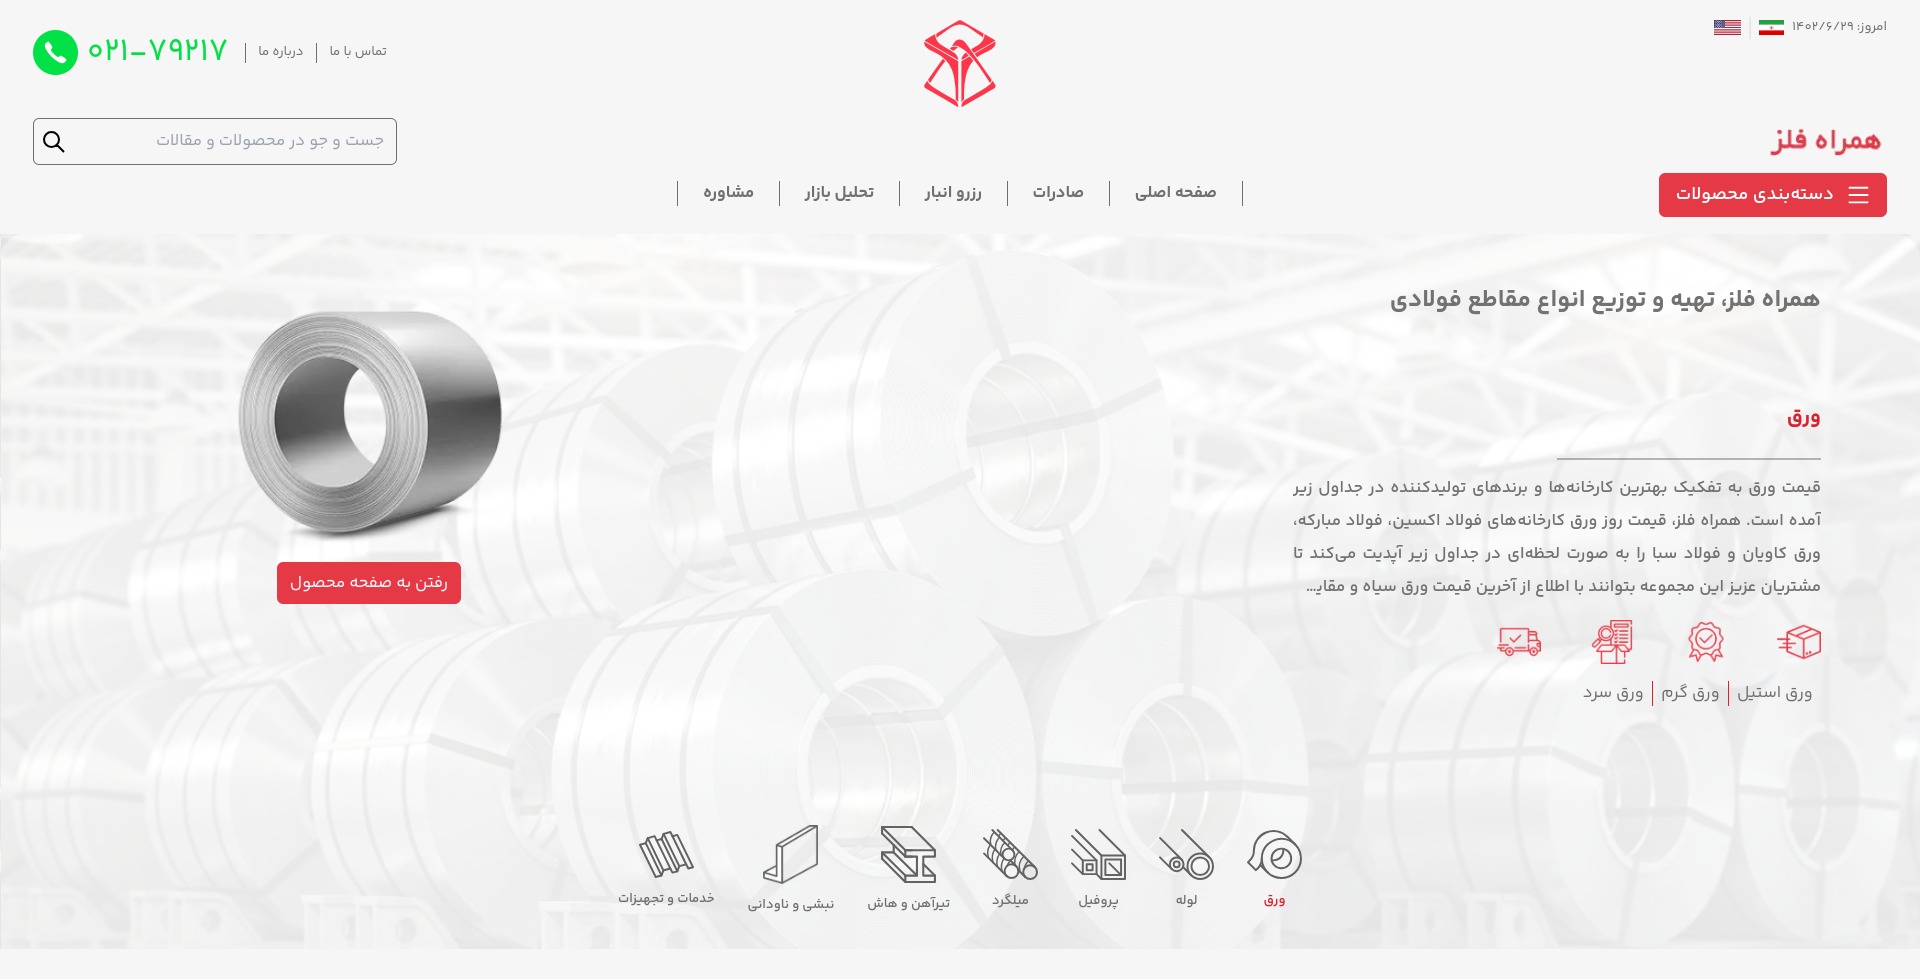 امروز: ۱۴۰۲/۶/۲۹
تماس با ما
درباره ما
۰۲۱-۷۹۲۱۷
همراه فلز
جست و جو در محصولات و مقالات
دسته‌بندی محصولات
صفحه اصلی
صادرات
رزرو انبار
تحلیل بازار
مشاوره
همراه فلز، تهیه و توزیع انواع مقاطع فولادی
ورق
قیمت ورق به تفکیک بهترین کارخانه‌ها و برندهای تولیدکننده در جداول زیر
آمده است. همراه فلز، قیمت روز ورق کارخانه‌های فولاد اکسین، فولاد مبارکه،
ورق کاویان و فولاد سبا را به صورت لحظه‌ای در جداول زیر آپدیت می‌کند تا
مشتریان عزیز این مجموعه بتوانند با اطلاع از آخرین قیمت ورق سیاه و مقای...
رفتن به صفحه محصول
ورق استیل
ورق گرم
ورق سرد
ورق
لوله
پروفیل
میلگرد
تیرآهن و هاش
نبشی و ناودانی
خدمات و تجهیزات